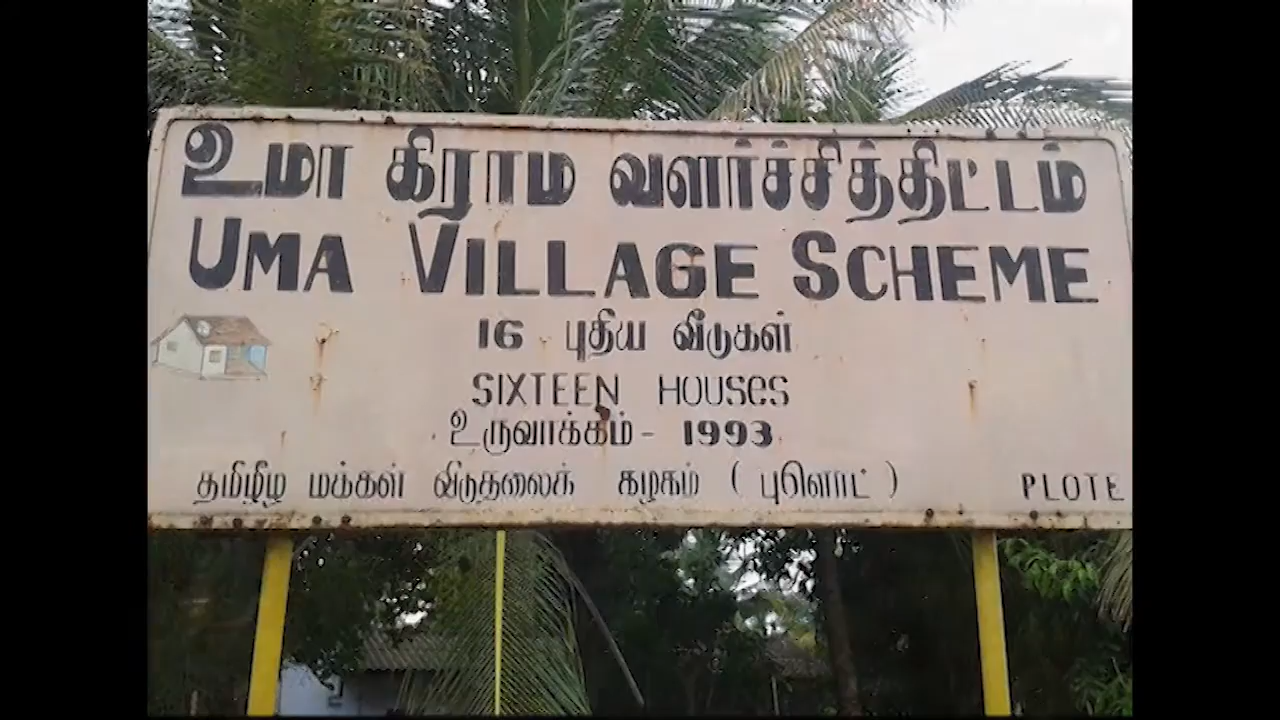 உமா கிராம வளர்ச்சித்திட்டம்
UMA VILLAGE SCHEME
16 புதிய வீடுகள்
SIXTEEN HOUSES
உருவாக்கம் - 1993
தமிழீழ மக்கள் விடுதலைக் கழகம் ( புளொட் ) PLOTE